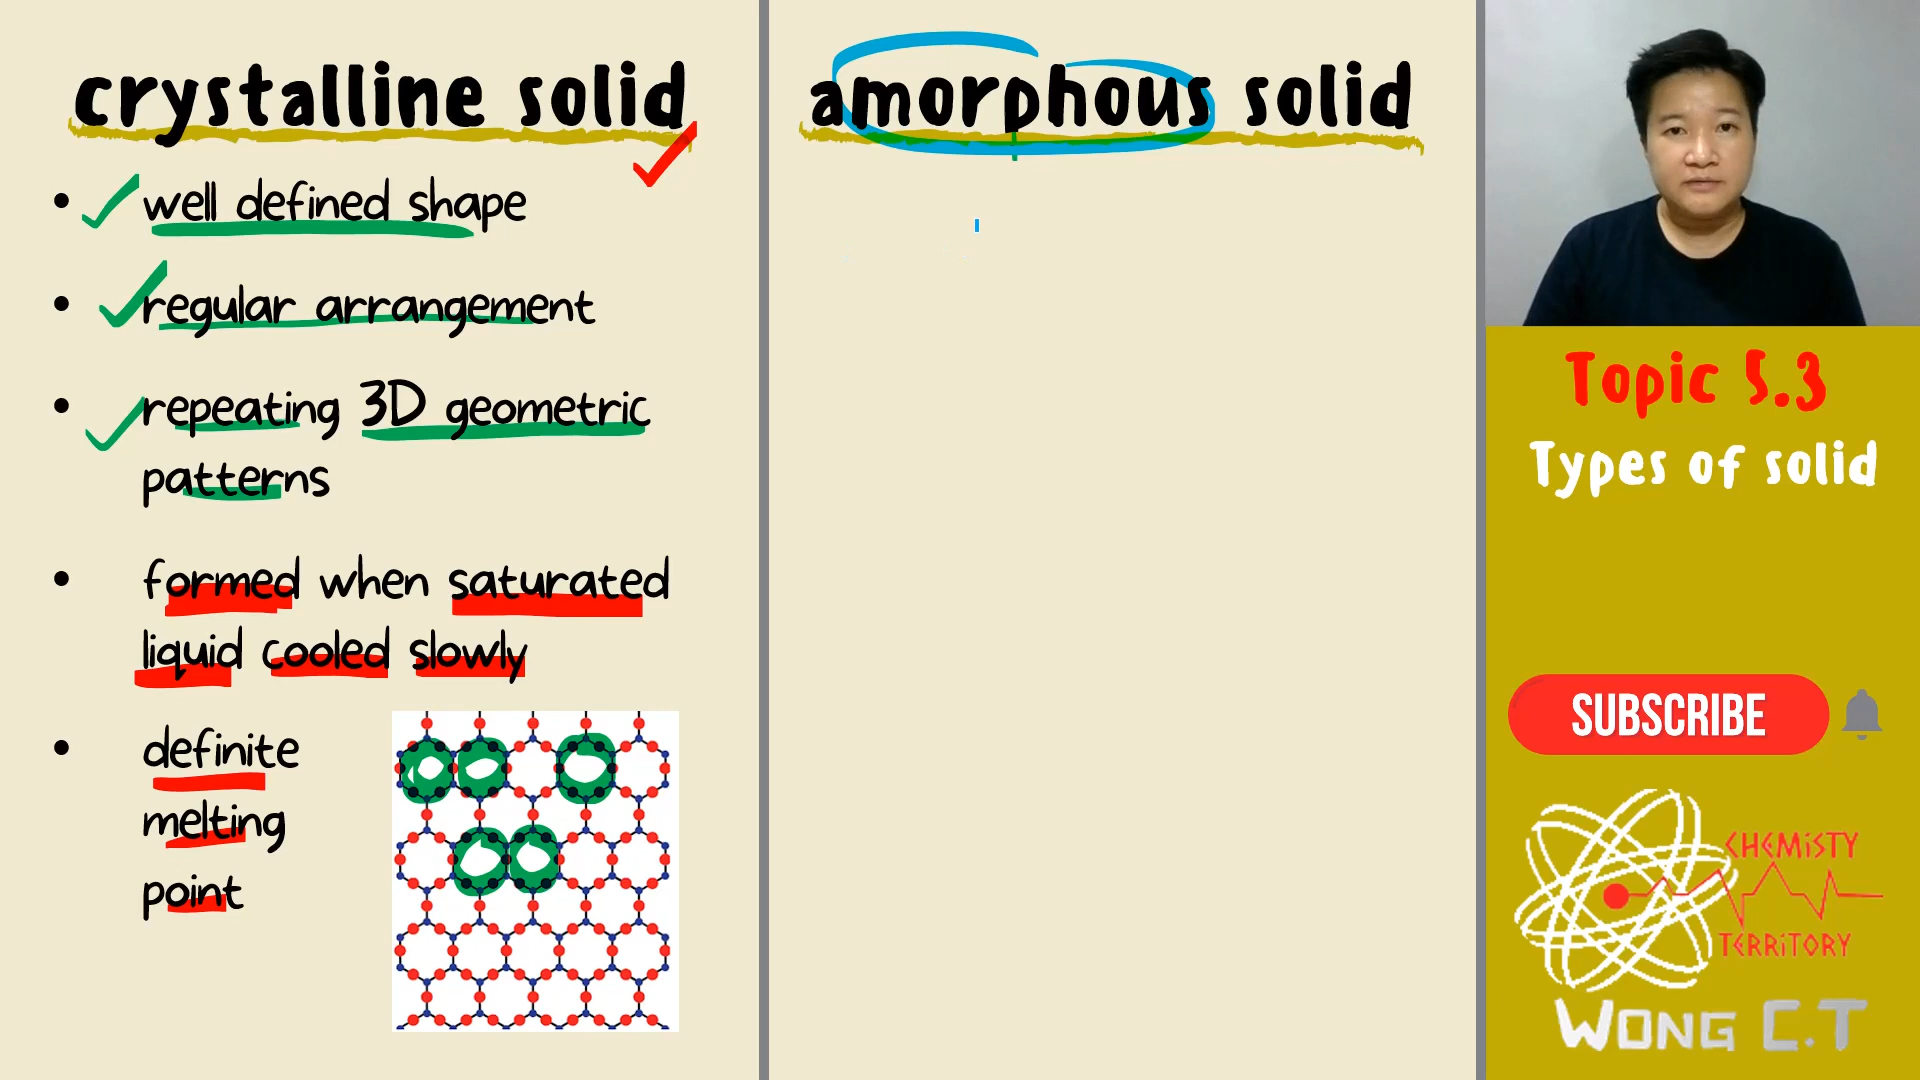 crystalline solid
• well defined shape
• regular arrangement
• repeating 3D geometric
patterns
• formed when saturated
liquid cooled slowly
• definite
melting
point
amorphous solid
Topic 5.3
Types of solid
SUBSCRIBE
CHEMiSTY
TERRiTORY
WONG C.T